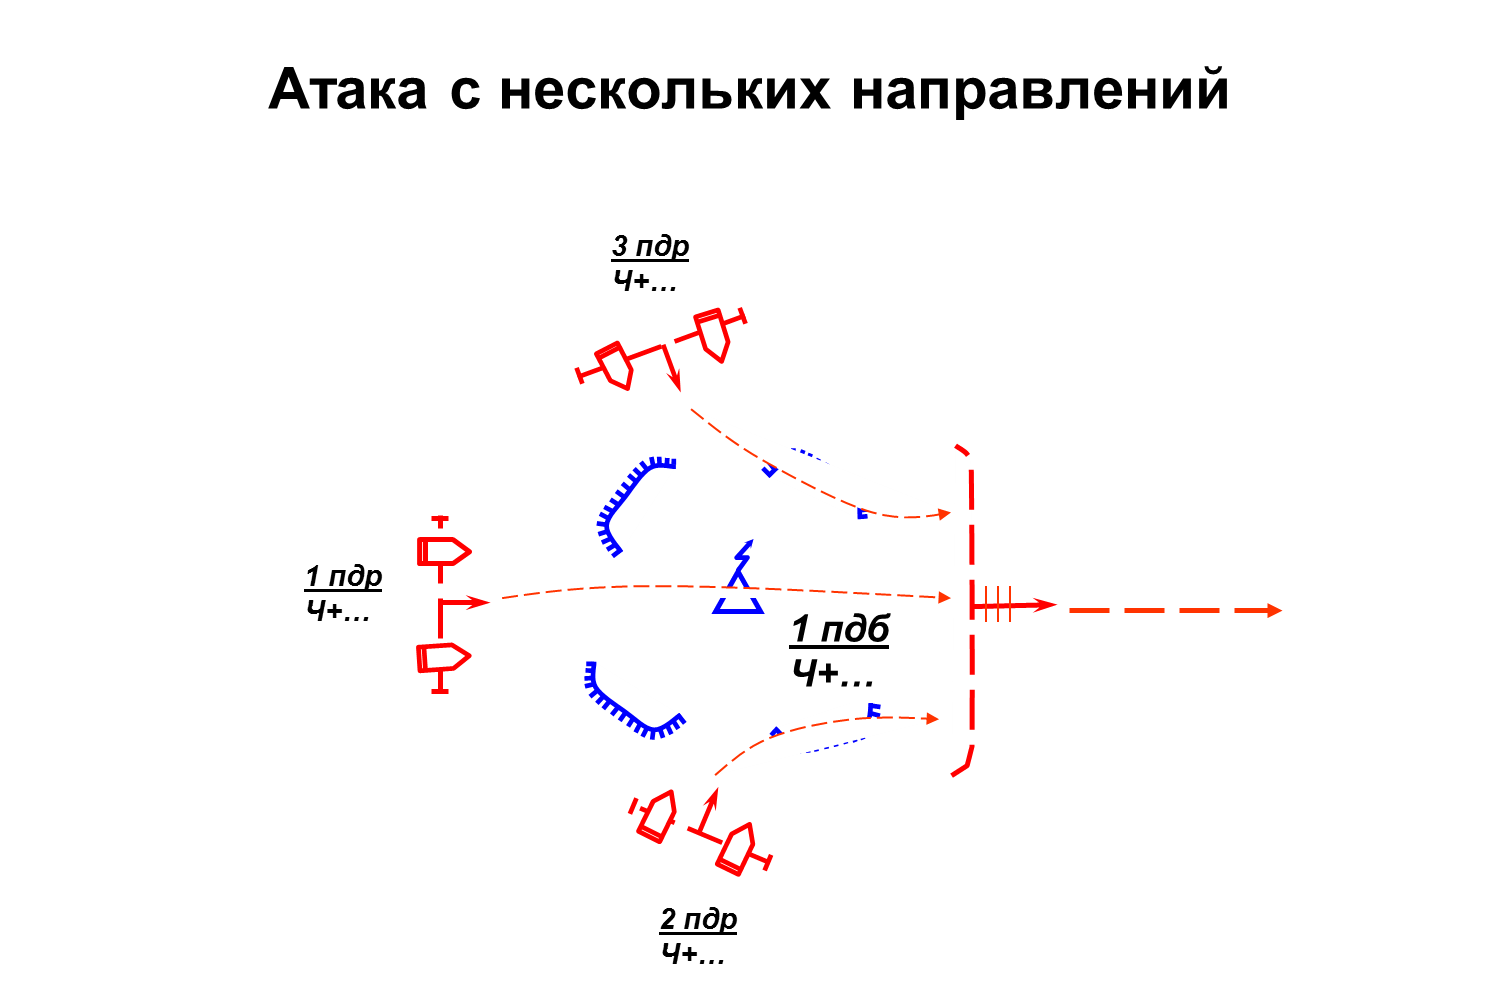 Атака с нескольких направлений
3 пдр
Ч+…
1 пдр
Ч+…
1 пдб
Ч+…
2 пдр
Ч+…